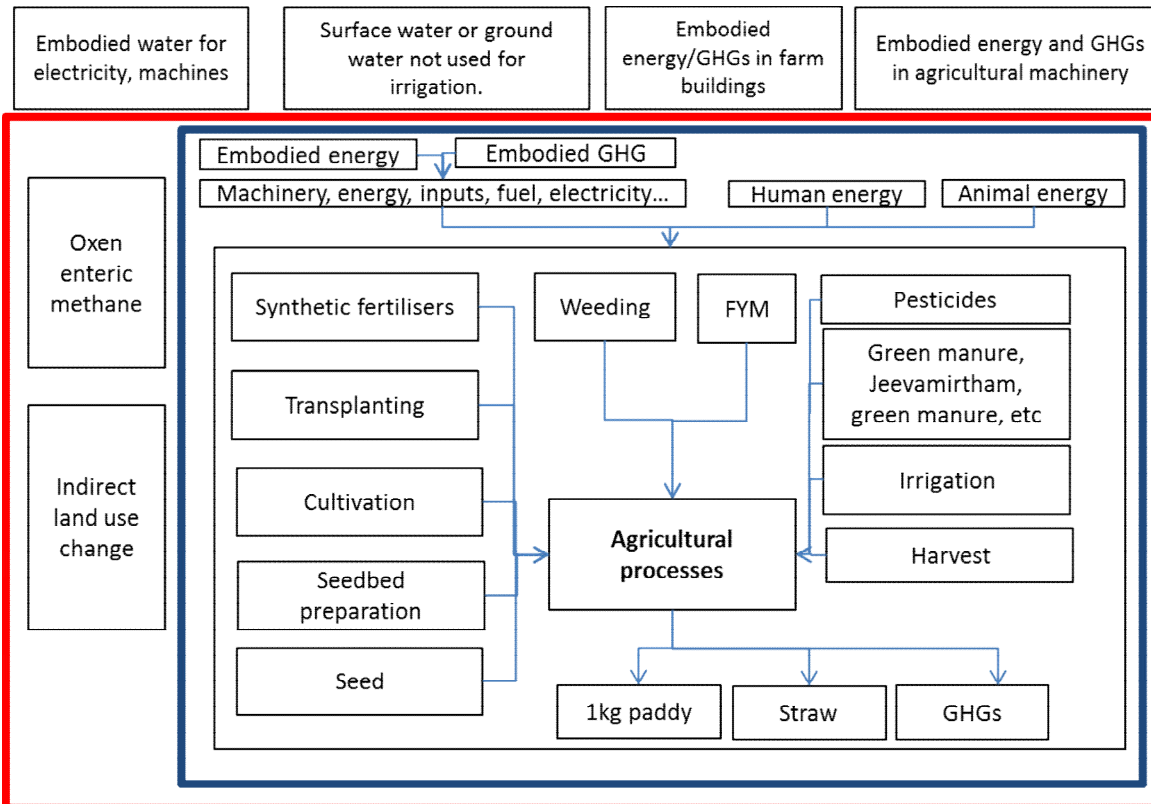 Embodied water for
electricity, machines
Surface water or ground
water not used for
irrigation.
Embodied
energy/GHGs in farm
buildings
Embodied energy and GHGs
in agricultural machinery
Embodied energy
Embodied GHG
Machinery, energy, inputs, fuel, electricity...
Human energy
Animal energy
Oxen
enteric
methane
Indirect
land use
change
Synthetic fertilisers
Transplanting
Cultivation
Seedbed
preparation
Seed
Weeding
FYM
Pesticides
Green manure,
Jeevamirtham,
green manure, etc
Irrigation
Harvest
Agricultural
processes
1kg paddy
Straw
GHGs